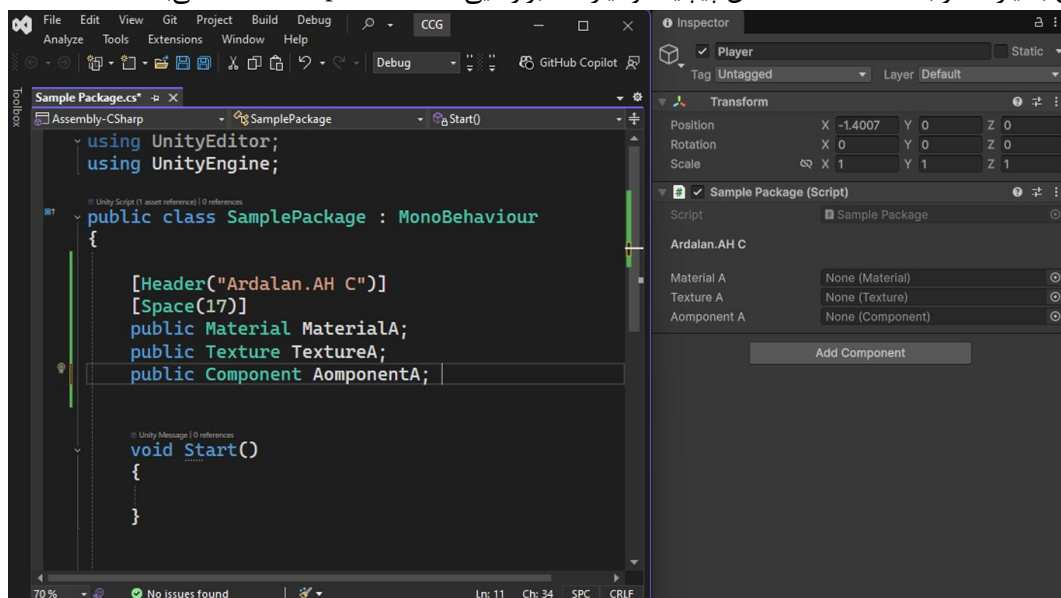 File Edit View Git Project Build Debug CCG
Analyze Tools Extensions Window Help
Debug GitHub Copilot
Toolbox
Sample Package.cs*
Assembly-CSharp SamplePackage Start()
using UnityEditor;
using UnityEngine;
Unity Script (1 asset reference) | 0 references
public class SamplePackage : MonoBehaviour
{
[Header("Ardalan.AH C")]
[Space(17)]
public Material MaterialA;
public Texture TextureA;
public Component AomponentA;
Unity Message | 0 references
void Start()
{
}
70 % No issues found Ln: 11 Ch: 34 SPC CRLF
Inspector
Player Static
Tag Untagged Layer Default
Transform
Position X -1.4007 Y 0 Z 0
Rotation X 0 Y 0 Z 0
Scale X 1 Y 1 Z 1
# Sample Package (Script)
Script Sample Package
Ardalan.AH C
Material A None (Material)
Texture A None (Texture)
Aomponent A None (Component)
Add Component